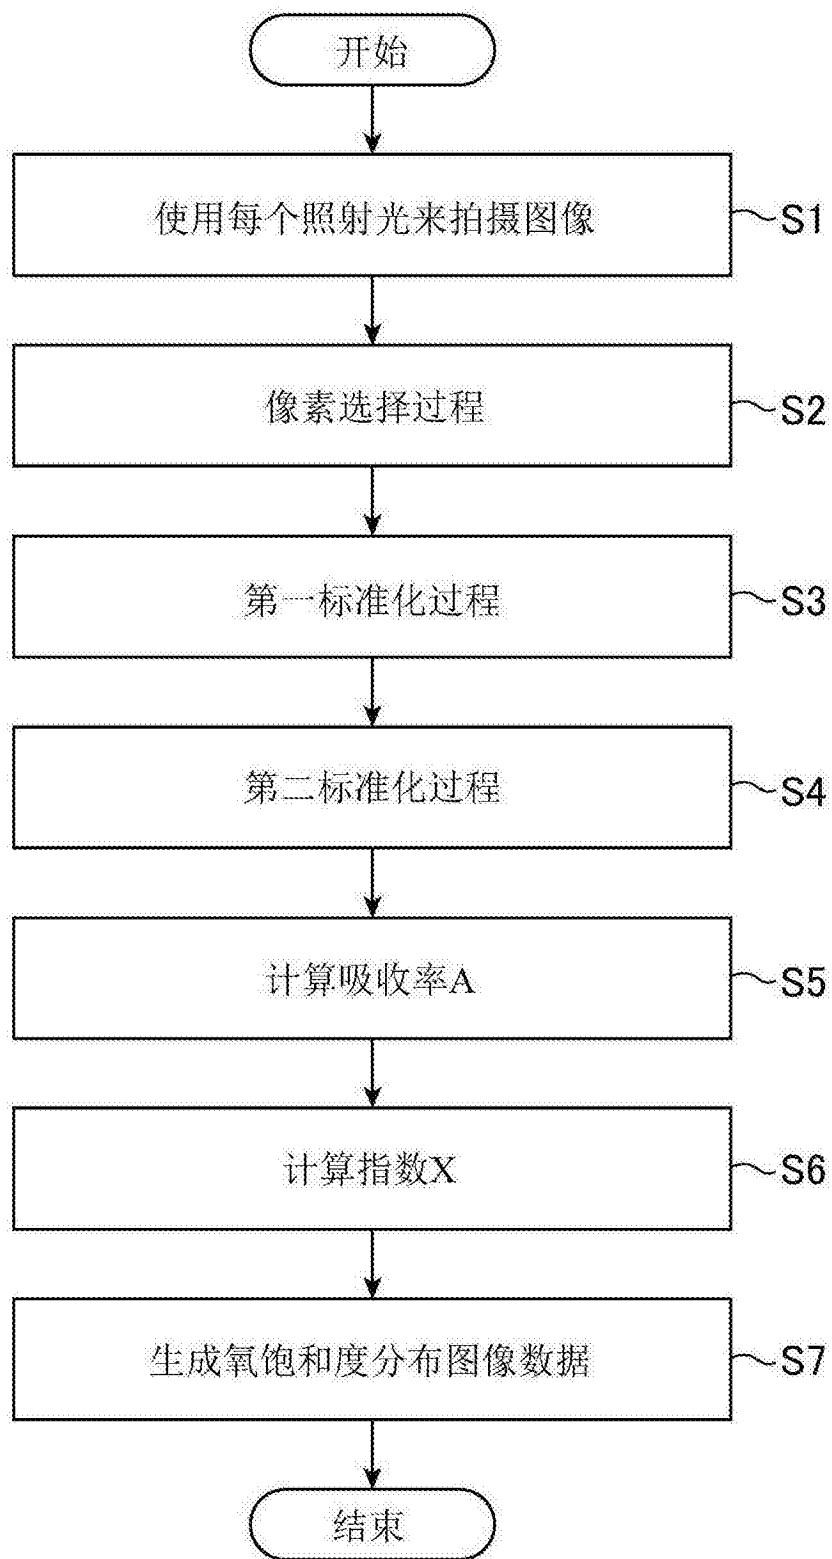 开始
使用每个照射光来拍摄图像
S1
像素选择过程
S2
第一标准化过程
S3
第二标准化过程
S4
计算吸收率A
S5
计算指数X
S6
生成氧饱和度分布图像数据
S7
结束